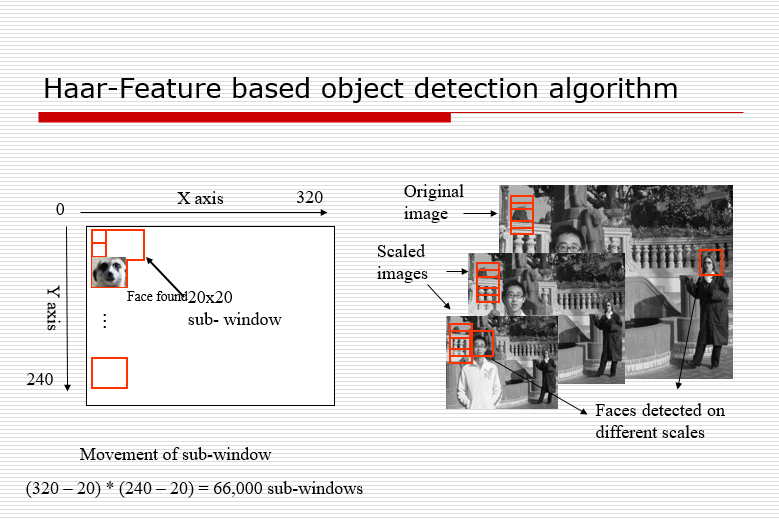 Haar-Feature based object detection algorithm
0
X axis
320
Y axis
Face found
20x20
sub- window
⋮
240
Movement of sub-window
(320 – 20) * (240 – 20) = 66,000 sub-windows
Original
image
Scaled
images
Faces detected on
different scales